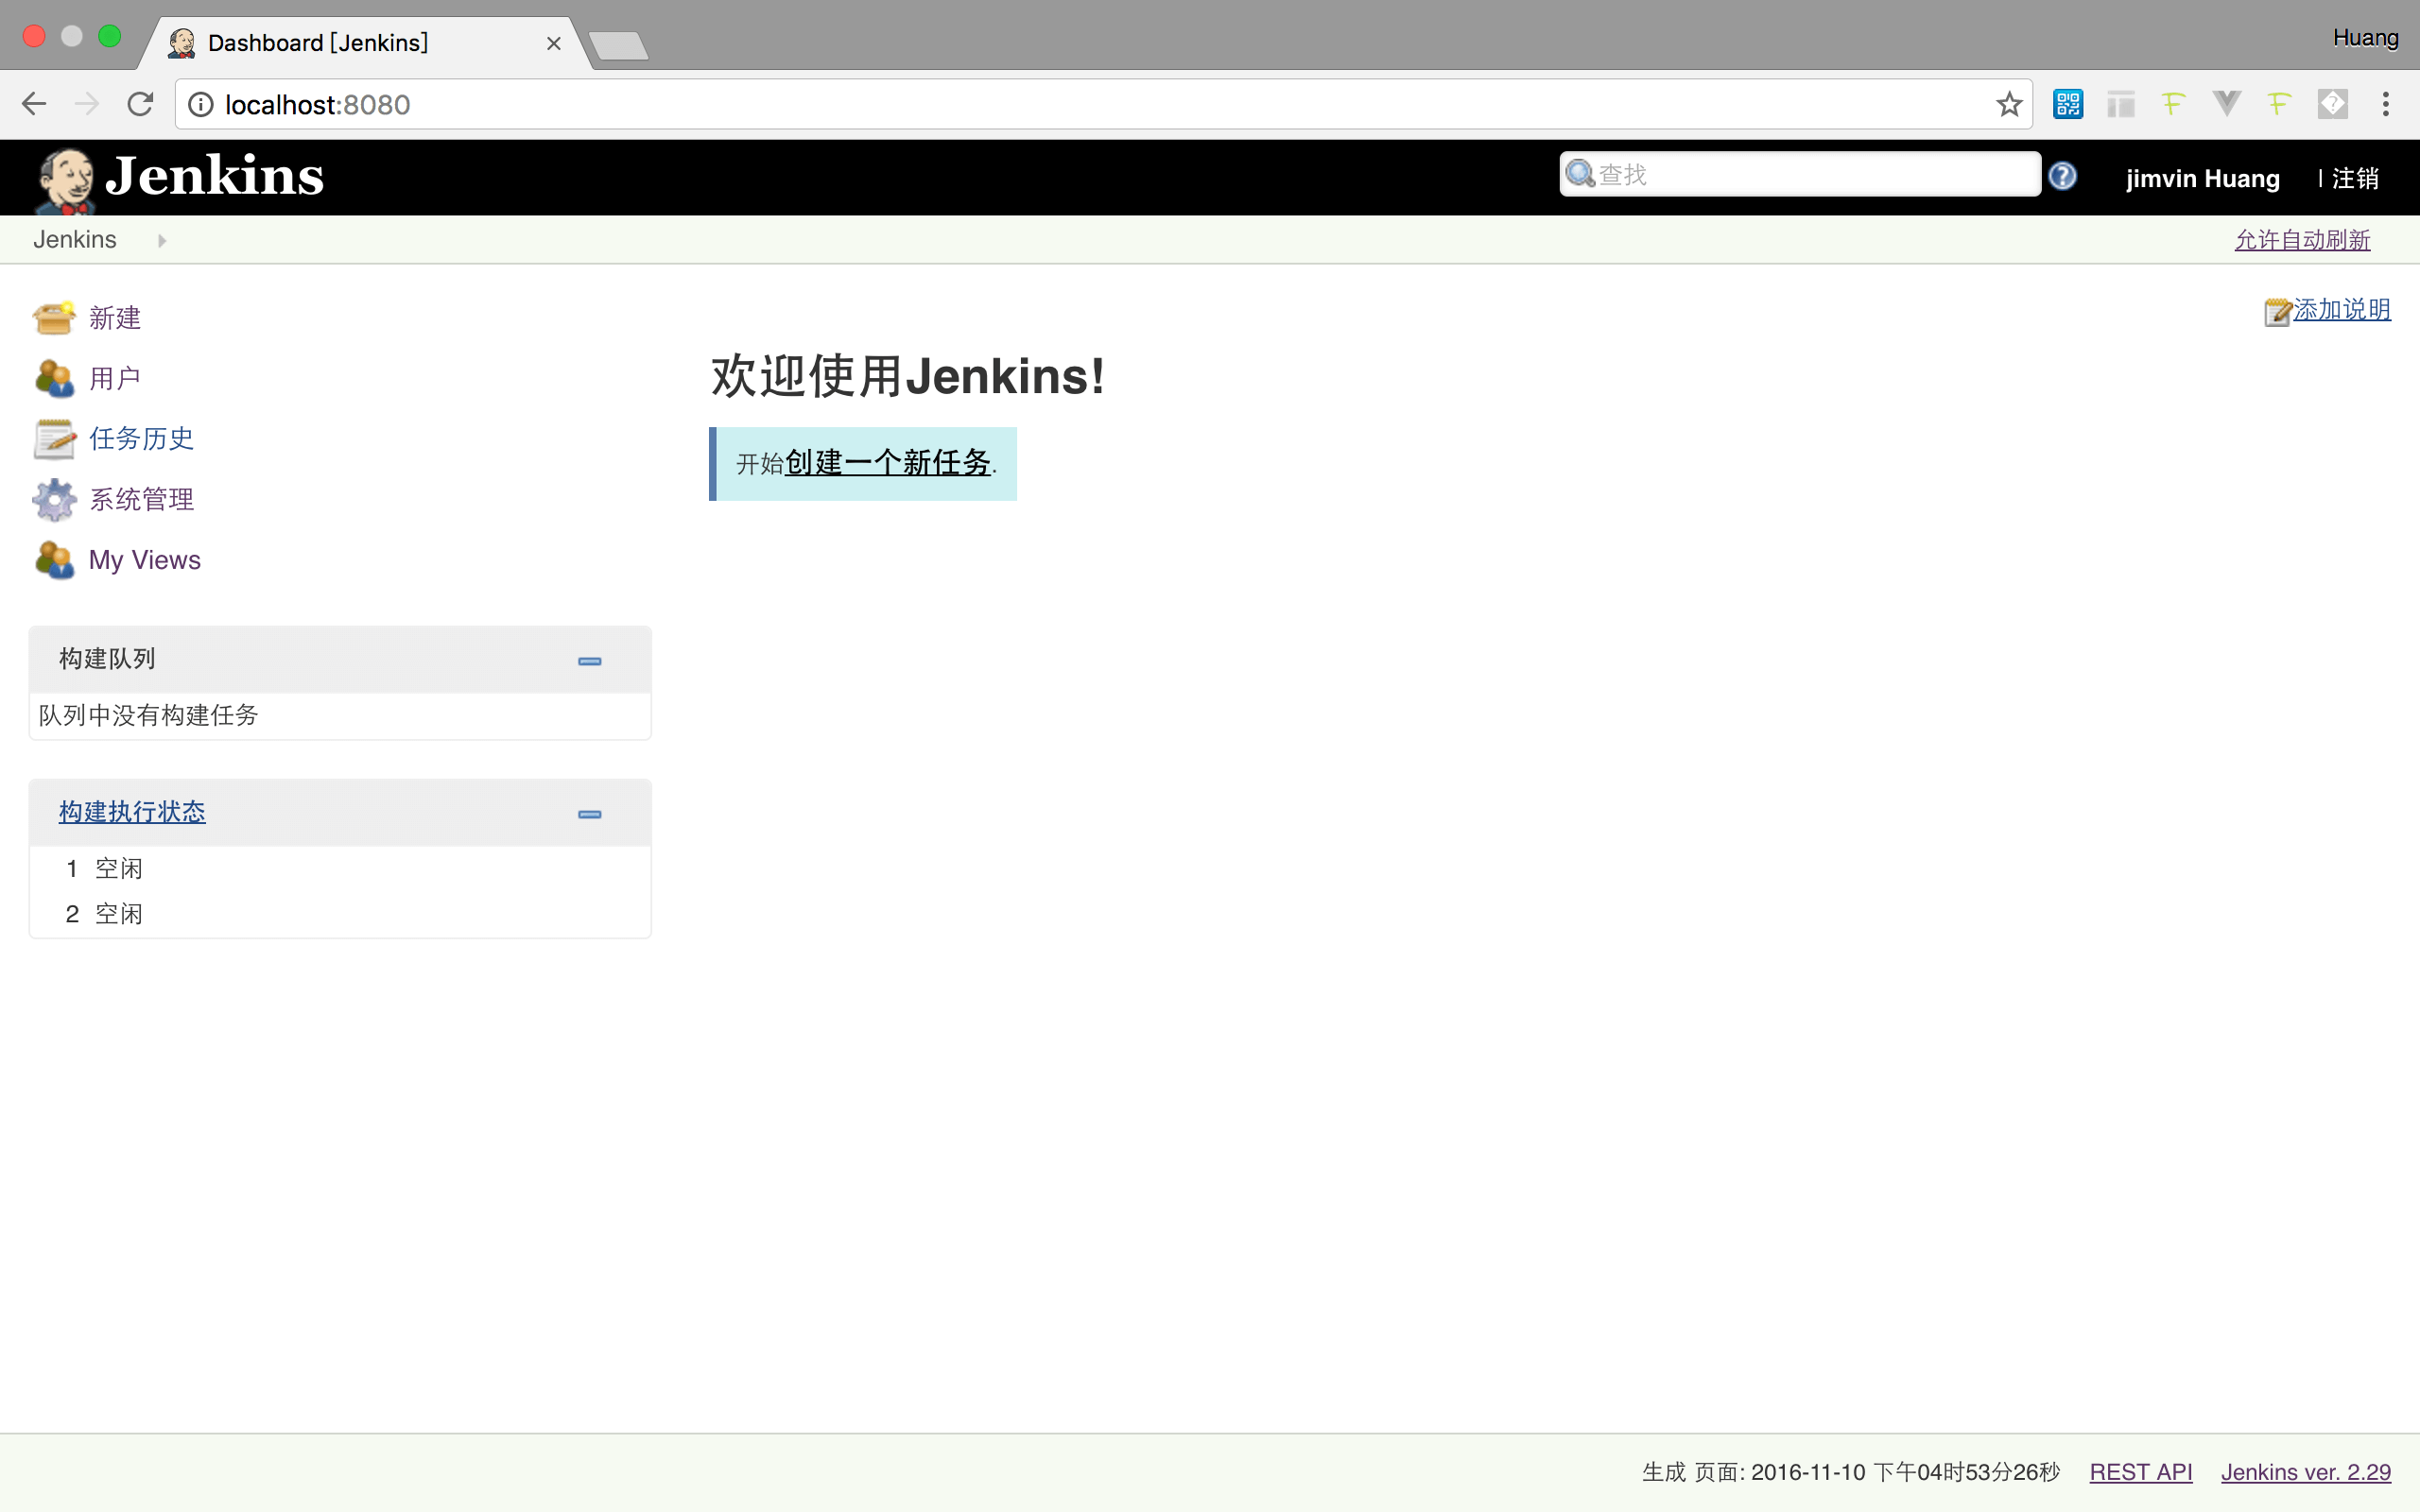 Dashboard [Jenkins]
Huang
localhost:8080
Jenkins
查找
jimvin Huang
| 注销
Jenkins
允许自动刷新
新建
用户
任务历史
系统管理
My Views
添加说明
欢迎使用Jenkins!
开始创建一个新任务.
构建队列
队列中没有构建任务
构建执行状态
1 空闲
2 空闲
生成 页面: 2016-11-10 下午04时53分26秒 REST API Jenkins ver. 2.29